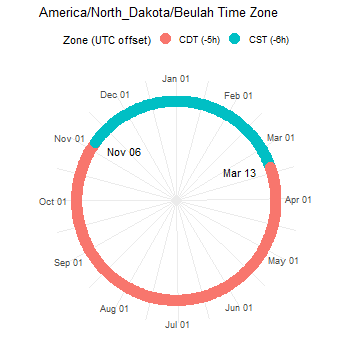 America/North_Dakota/Beulah Time Zone
Zone (UTC offset) CDT (-5h) CST (-6h)
Jan 01
Feb 01
Mar 01
Apr 01
May 01
Jun 01
Jul 01
Aug 01
Sep 01
Oct 01
Nov 01
Dec 01
Nov 06
Mar 13